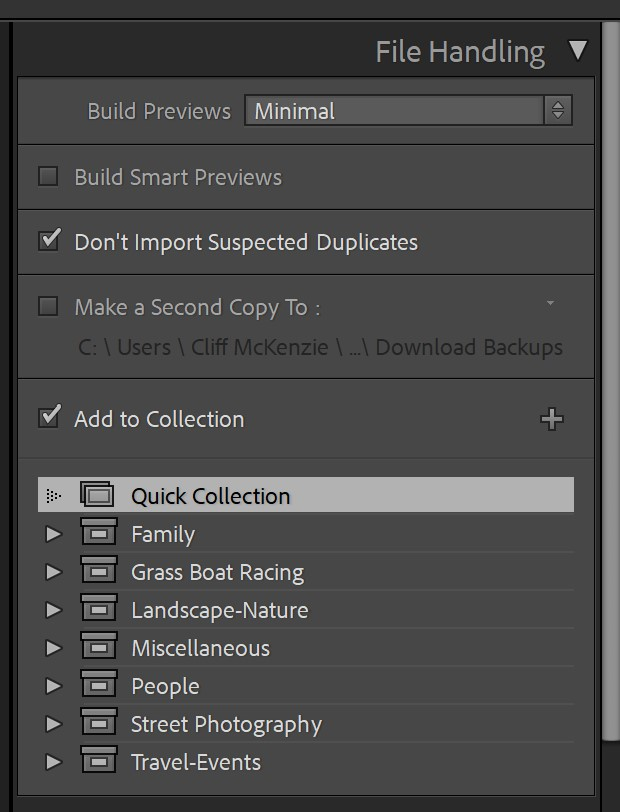 File Handling
Build Previews Minimal
Build Smart Previews
Don't Import Suspected Duplicates
Make a Second Copy To :
C: \ Users \ Cliff McKenzie \ ...\ Download Backups
Add to Collection
Quick Collection
Family
Grass Boat Racing
Landscape-Nature
Miscellaneous
People
Street Photography
Travel-Events